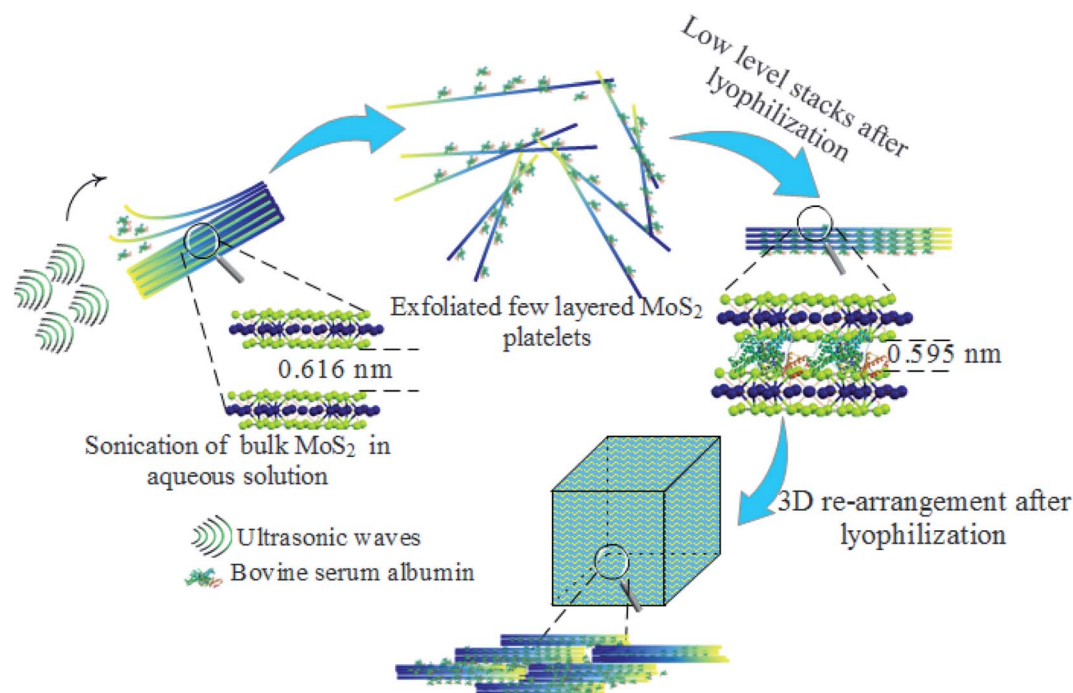 Low level stacks after
lyophilization
Exfoliated few layered MoS₂
platelets
0.616 nm
0.595 nm
Sonication of bulk MoS₂ in
aqueous solution
3D re-arrangement after
lyophilization
Ultrasonic waves
Bovine serum albumin